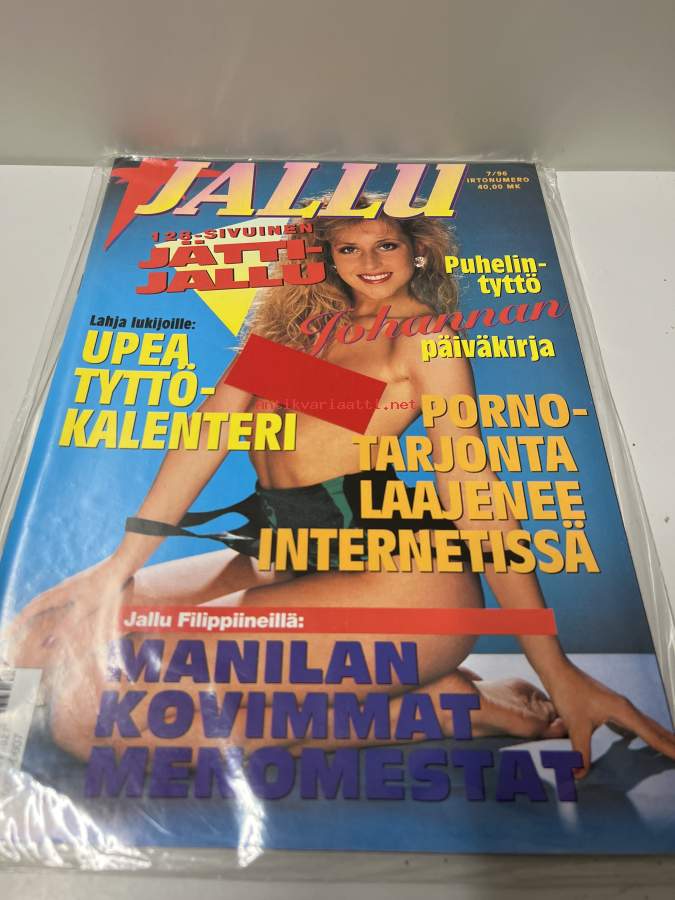 JALLU
7/96
IRTONUMERO
40,00 MK
128-SIVUINEN
JÄTTI-
JALLU
Puhelin-
tyttö
Johannan
päiväkirja
Lahja lukijoille:
UPEA
TYTTÖ-
KALENTERI
antikvariaatti.net
PORNO-
TARJONTA
LAAJENEE
INTERNETISSÄ
Jallu Filippiineillä:
MANILAN
KOVIMMAT
MENOMESTAT